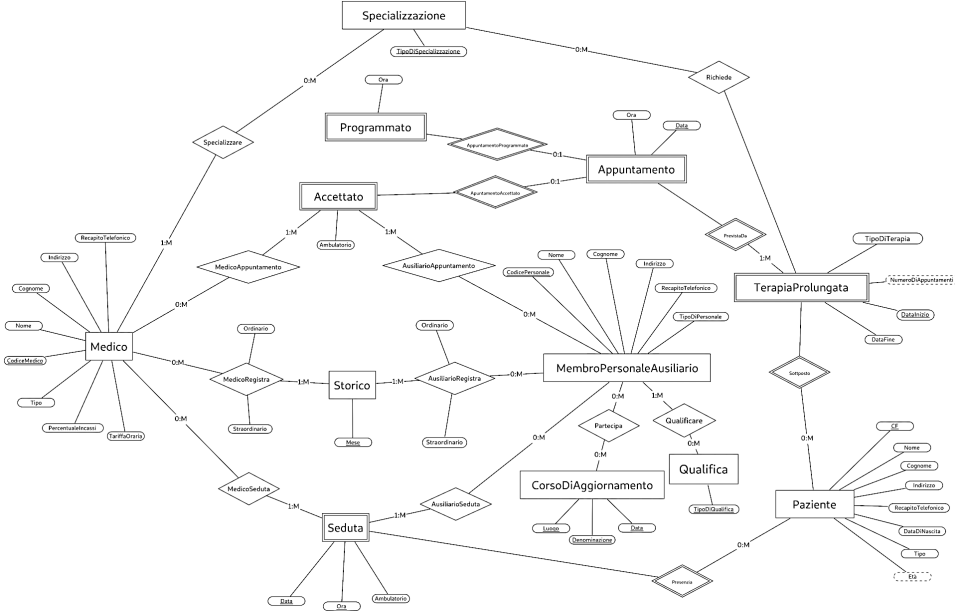 Specializzazione
TipoDiSpecializzazione
0:M
0:M
Richiede
Ora
Programmato
AppuntamentoProgrammato
Ora
Data
Specializzare
0:1
Appuntamento
Accettato
ApuntamentoAccettato
0:1
Ambulatorio
1:M
1:M
1:M
PrevistaDa
1:M
RecapitoTelefonico
Indirizzo
Cognome
Nome
CodiceMedico
MedicoAppuntamento
AusiliarioAppuntamento
0:M
0:M
Nome
Cognome
CodicePersonale
Indirizzo
RecapitoTelefonico
TipoDiPersonale
TipoDiTerapia
NumeroDiAppuntamenti
TerapiaProlungata
DataInizio
DataFine
Medico
0:M
Ordinario
MedicoRegistra
Straordinario
1:M
Storico
Mese
1:M
Ordinario
AusiliarioRegistra
Straordinario
0:M
MembroPersonaleAusiliario
Sottposto
Tipo
PercentualeIncassi
TariffaOraria
0:M
0:M
0:M
1:M
Partecipa
Qualificare
0:M
0:M
0:M
CorsoDiAggiornamento
Qualifica
TipoDiQualifica
Luogo
Denominazione
Data
CF
Nome
Cognome
Indirizzo
RecapitoTelefonico
DataDiNascita
Tipo
Età
Paziente
MedicoSeduta
AusiliarioSeduta
1:M
1:M
Seduta
0:M
Presenzia
Data
Ora
Ambulatorio